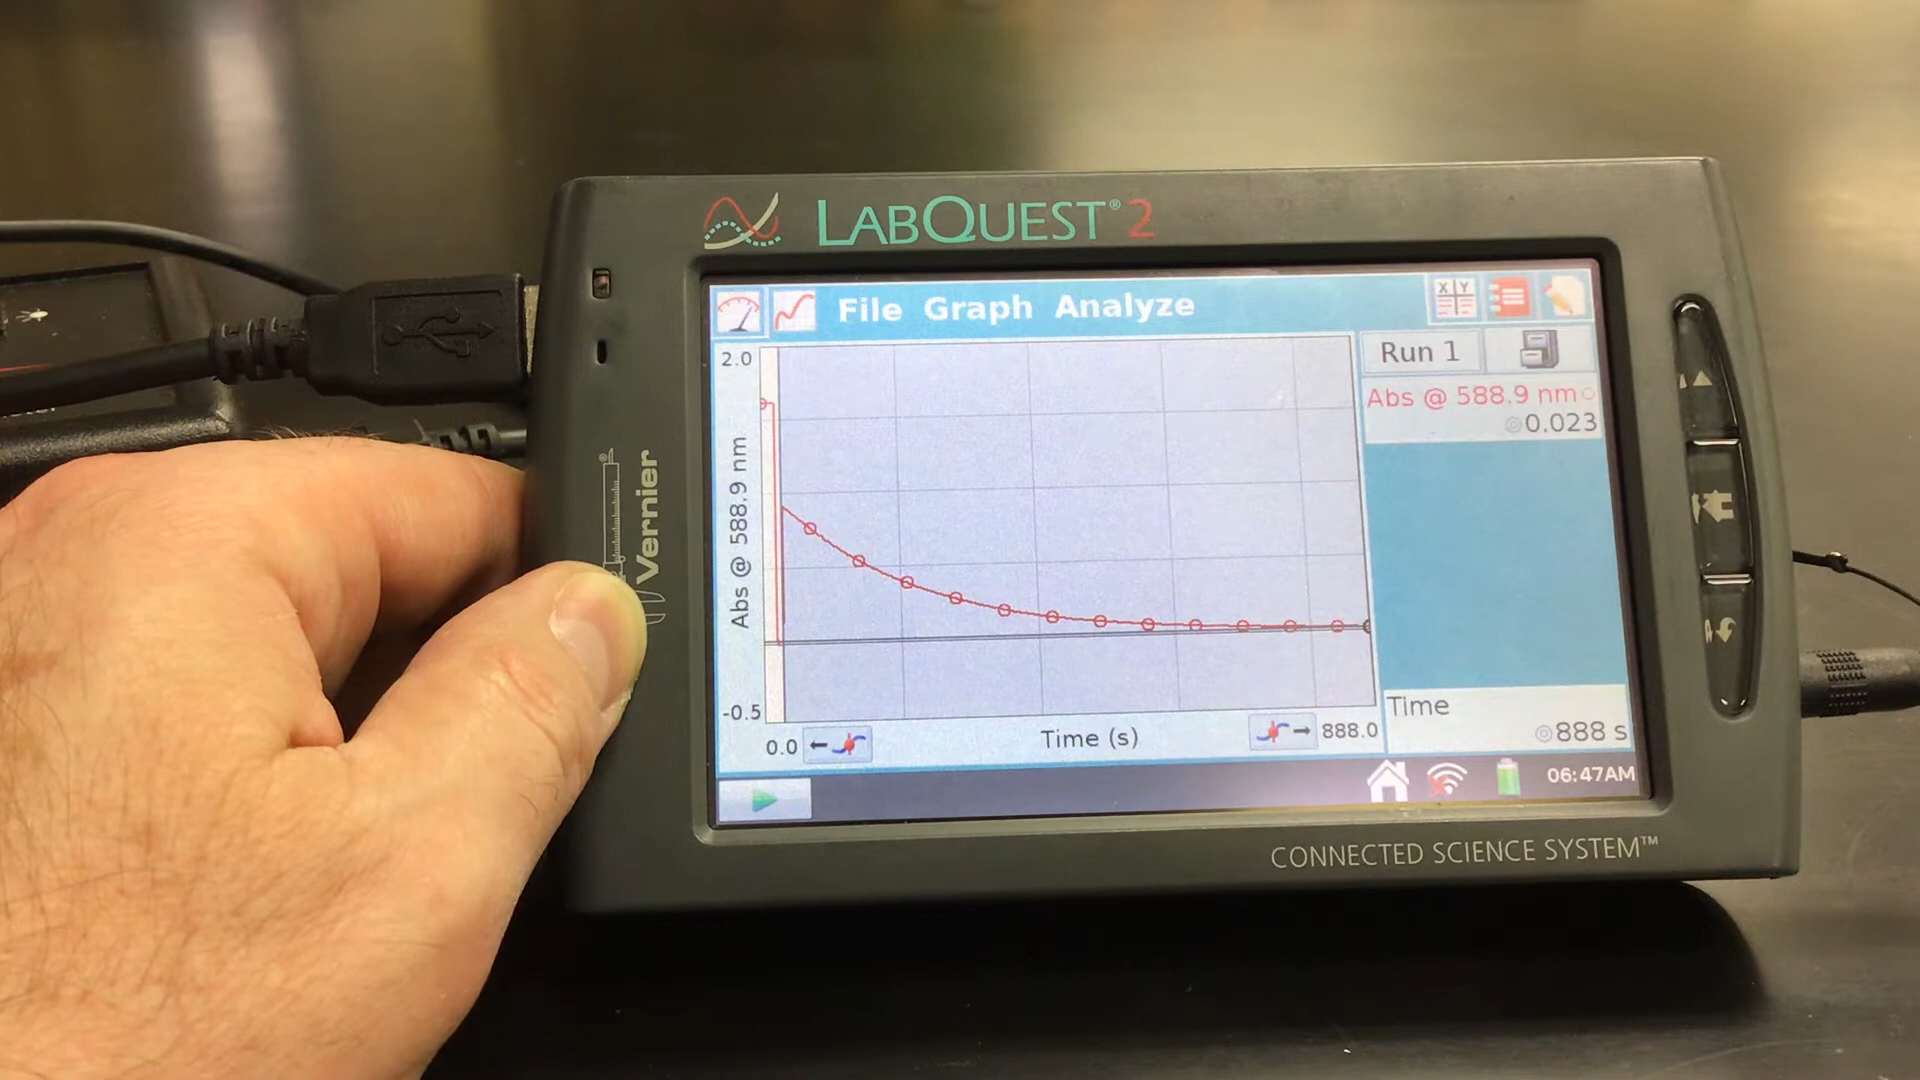 LABQUEST® 2
File Graph Analyze
X Y
2.0
Abs @ 588.9 nm
-0.5
0.0
Time (s)
888.0
Run 1
Abs @ 588.9 nm
0.023
Time
888 s
06:47AM
Vernier®
CONNECTED SCIENCE SYSTEM™